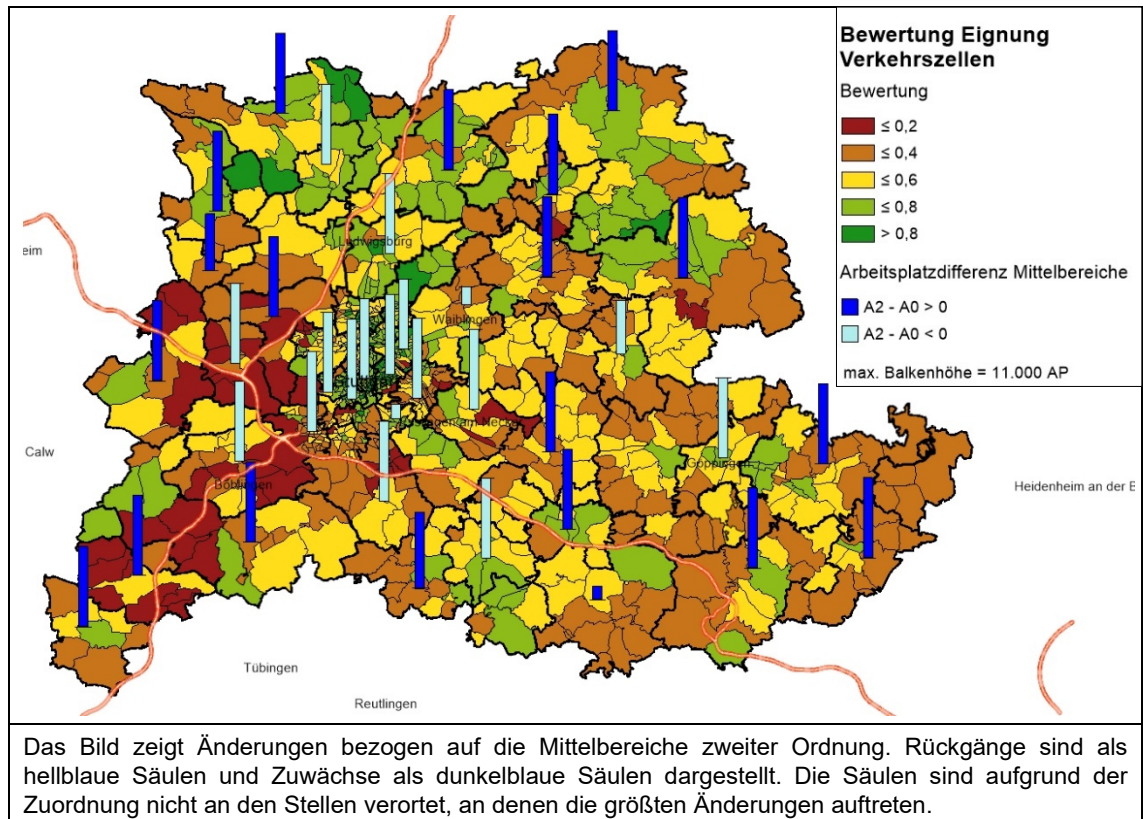 Bewertung Eignung
Verkehrszellen
Bewertung
≤ 0,2
≤ 0,4
≤ 0,6
≤ 0,8
> 0,8
Arbeitsplatzdifferenz Mittelbereiche
A2 - A0 > 0
A2 - A0 < 0
max. Balkenhöhe = 11.000 AP
eim
Ludwigsburg
Waiblingen
Calw
Böblingen
Göppingen
Heidenheim an der B
Tübingen
Reutlingen
Das Bild zeigt Änderungen bezogen auf die Mittelbereiche zweiter Ordnung. Rückgänge sind als
hellblaue Säulen und Zuwächse als dunkelblaue Säulen dargestellt. Die Säulen sind aufgrund der
Zuordnung nicht an den Stellen verortet, an denen die größten Änderungen auftreten.